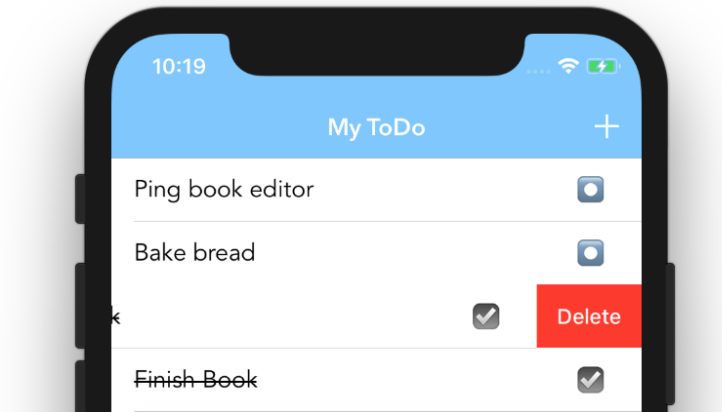 10:19
My ToDo
Ping book editor
Bake bread
k Delete
Finish Book